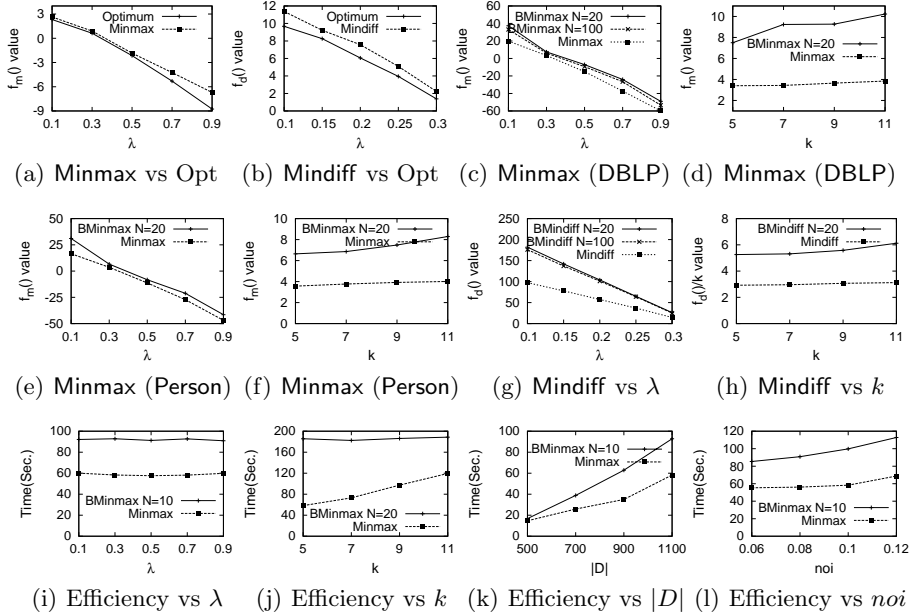 f_m() value
3
0
-3
-6
-9
0.1 0.3 0.5 0.7 0.9
λ
Optimum
Minmax
(a) Minmax vs Opt
f_d() value
12
10
8
6
4
2
0
0.1 0.15 0.2 0.25 0.3
λ
Optimum
Mindiff
(b) Mindiff vs Opt
f_m() value
60
40
20
0
-20
-40
-60
0.1 0.3 0.5 0.7 0.9
λ
BMinmax N=20
BMinmax N=100
Minmax
(c) Minmax (DBLP)
f_m() value
10
8
6
4
2
5 7 9 11
k
BMinmax N=20
Minmax
(d) Minmax (DBLP)
f_m() value
50
25
0
-25
-50
0.1 0.3 0.5 0.7 0.9
λ
BMinmax N=20
Minmax
(e) Minmax (Person)
f_m() value
10
8
6
4
2
0
5 7 9 11
k
BMinmax N=20
Minmax
(f) Minmax (Person)
f_d() value
250
200
150
100
50
0
0.1 0.15 0.2 0.25 0.3
λ
BMindiff N=20
BMindiff N=100
Mindiff
(g) Mindiff vs λ
f_d()/k value
8
6
4
2
0
5 7 9 11
k
BMindiff N=20
Mindiff
(h) Mindiff vs k
Time(Sec.)
100
80
60
40
20
0
0.1 0.3 0.5 0.7 0.9
λ
BMinmax N=10
Minmax
(i) Efficiency vs λ
Time(Sec.)
200
160
120
80
40
0
5 7 9 11
k
BMinmax N=20
Minmax
(j) Efficiency vs k
Time(Sec.)
100
80
60
40
20
0
500 700 900 1100
|D|
BMinmax N=10
Minmax
(k) Efficiency vs |D|
Time(Sec.)
120
100
80
60
40
20
0
0.06 0.08 0.1 0.12
noi
BMinmax N=10
Minmax
(l) Efficiency vs noi